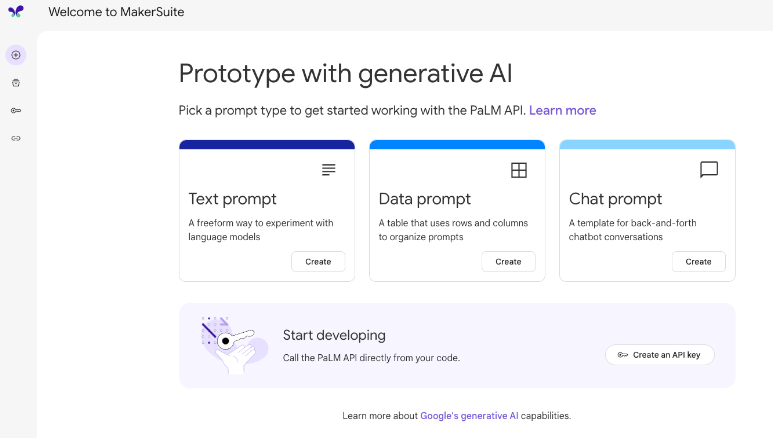 Welcome to MakerSuite
Prototype with generative AI
Pick a prompt type to get started working with the PaLM API. Learn more
Text prompt
A freeform way to experiment with
language models
Create
Data prompt
A table that uses rows and columns
to organize prompts
Create
Chat prompt
A template for back-and-forth
chatbot conversations
Create
Start developing
Call the PaLM API directly from your code.
Create an API key
Learn more about Google's generative AI capabilities.